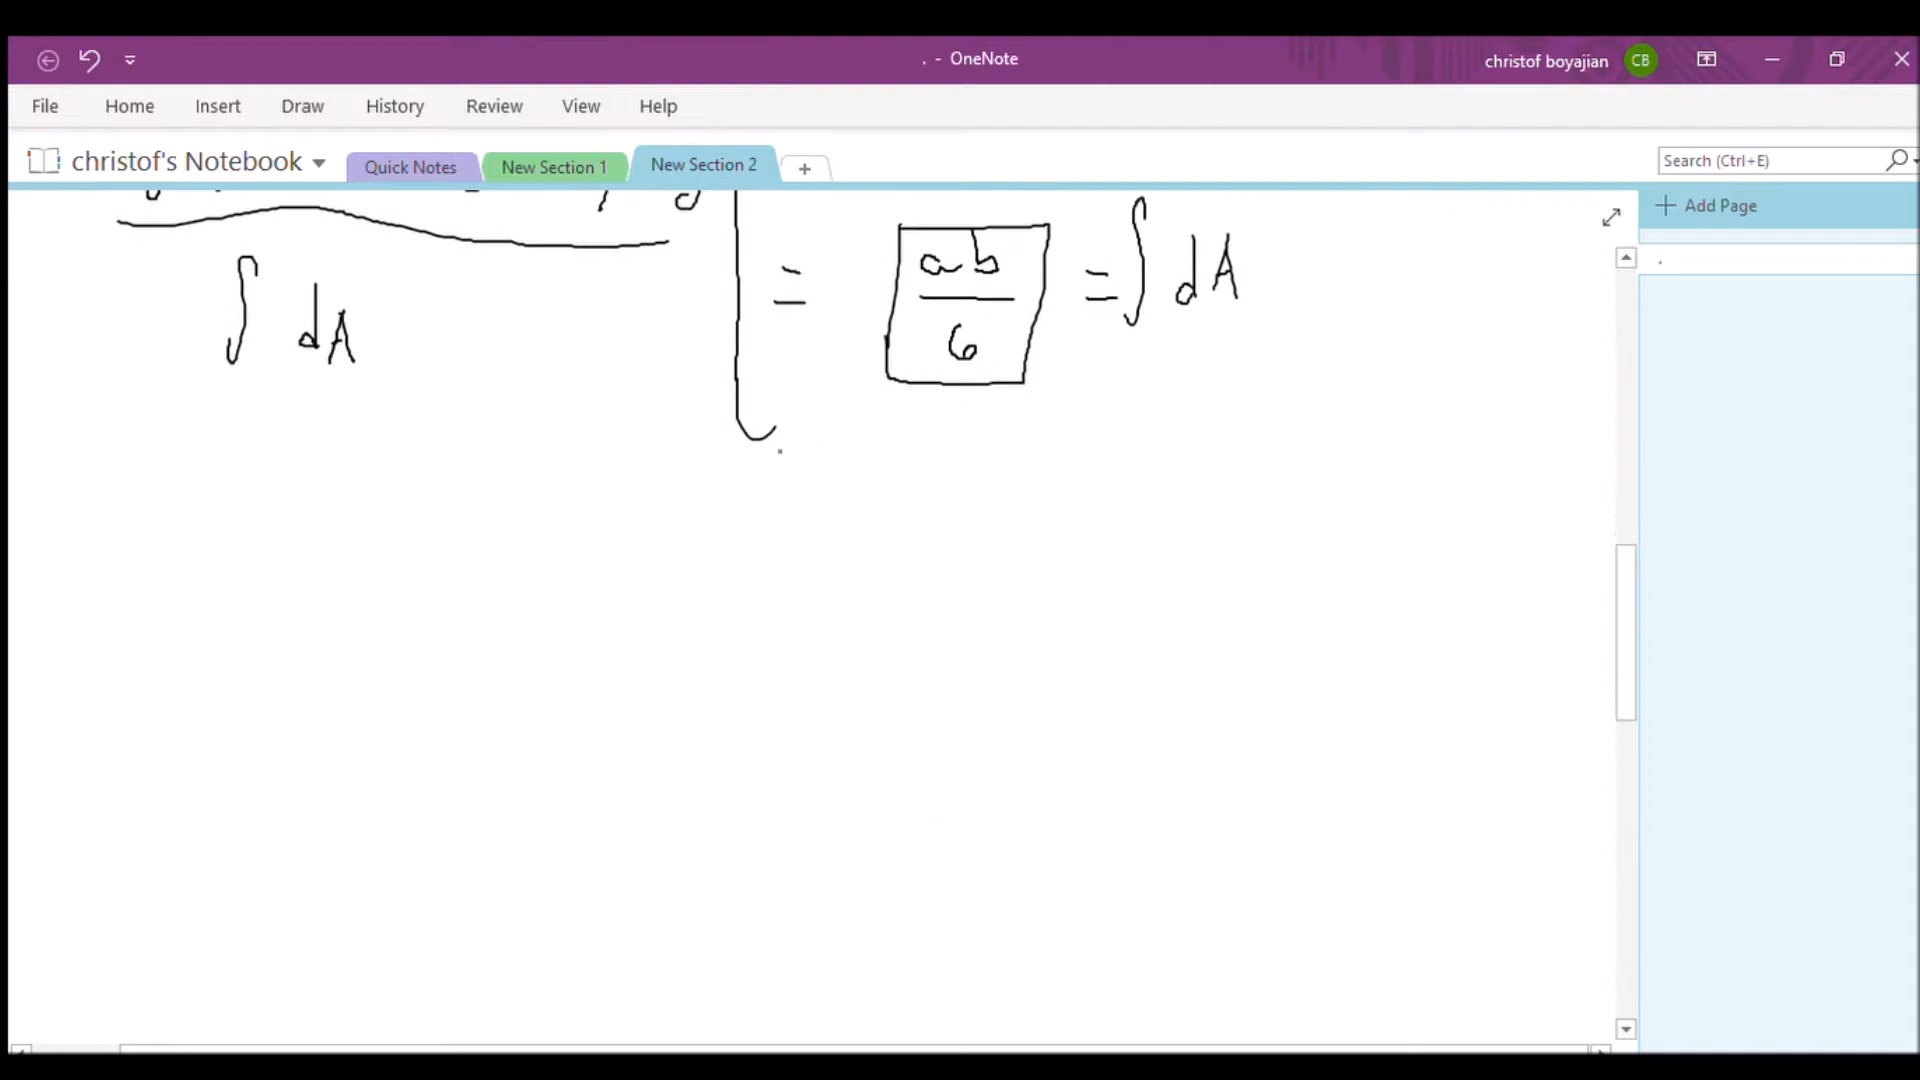 . - OneNote
christof boyajian CB
File Home Insert Draw History Review View Help
christof's Notebook Quick Notes New Section 1 New Section 2 +
Search (Ctrl+E)
+ Add Page
.
= ab/6 = ∫ dA
∫ dA